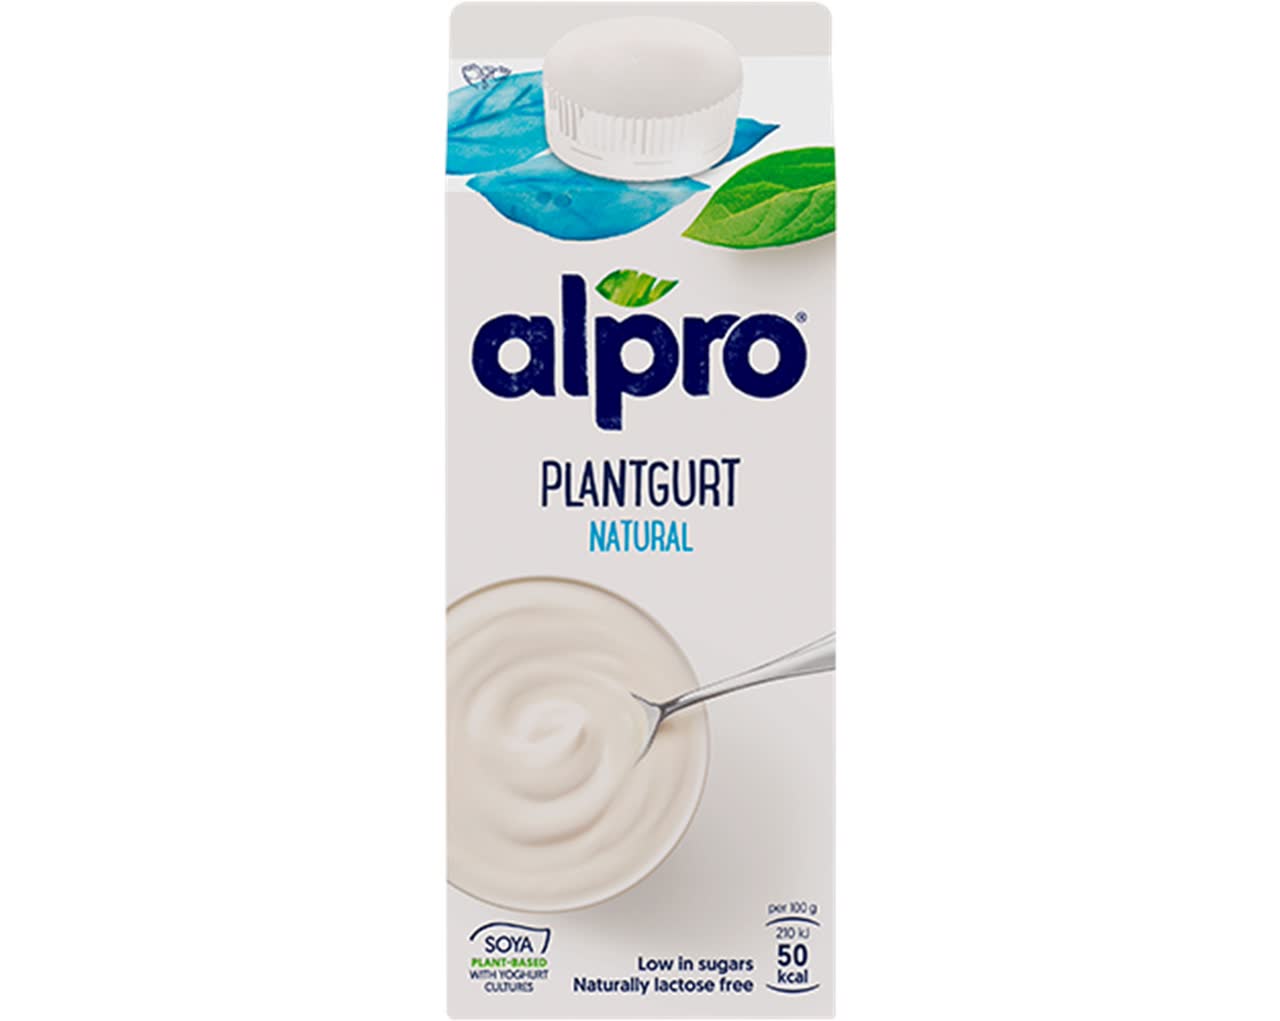 alpro®
PLANTGURT
NATURAL
per 100 g
210 kJ
50
kcal
SOYA
PLANT-BASED
WITH YOGHURT
CULTURES
Low in sugars
Naturally lactose free